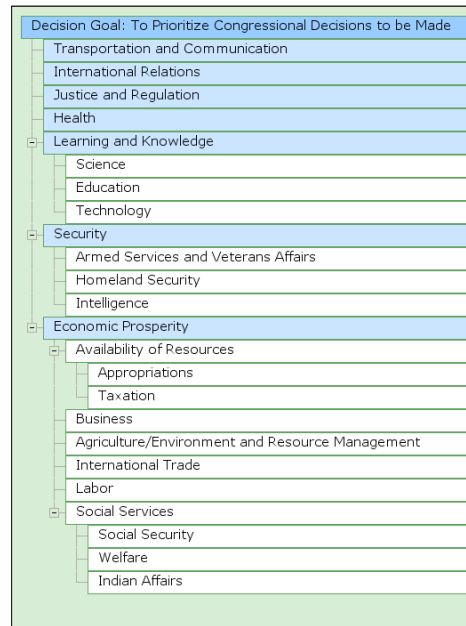 Decision Goal: To Prioritize Congressional Decisions to be Made
Transportation and Communication
International Relations
Justice and Regulation
Health
Learning and Knowledge
Science
Education
Technology
Security
Armed Services and Veterans Affairs
Homeland Security
Intelligence
Economic Prosperity
Availability of Resources
Appropriations
Taxation
Business
Agriculture/Environment and Resource Management
International Trade
Labor
Social Services
Social Security
Welfare
Indian Affairs